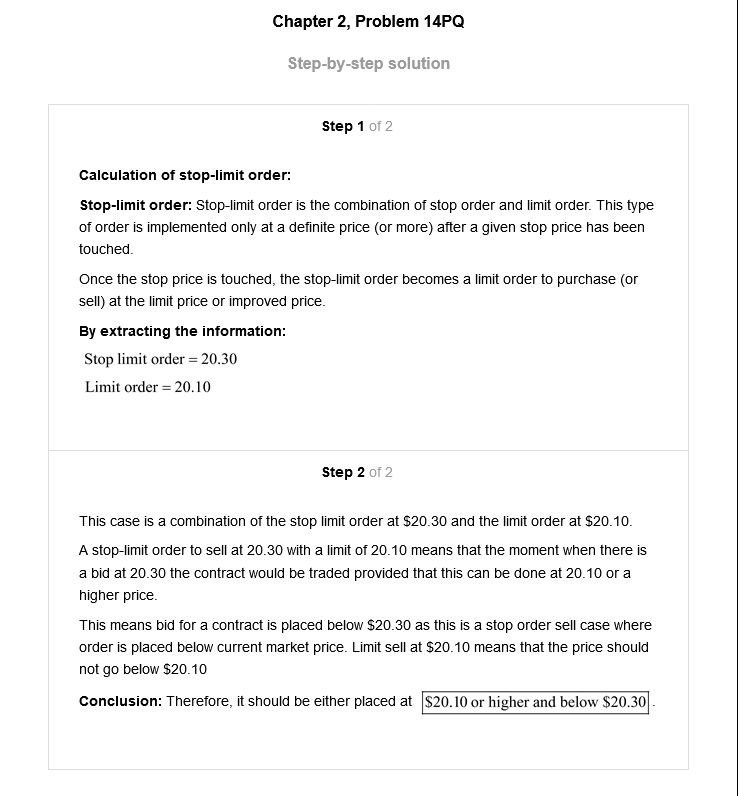 Chapter 2, Problem 14PQ
Step-by-step solution
Step 1 of 2
Calculation of stop-limit order:
Stop-limit order: Stop-limit order is the combination of stop order and limit order. This type
of order is implemented only at a definite price (or more) after a given stop price has been
touched.
Once the stop price is touched, the stop-limit order becomes a limit order to purchase (or
sell) at the limit price or improved price.
By extracting the information:
Stop limit order = 20.30
Limit order = 20.10
Step 2 of 2
This case is a combination of the stop limit order at $20.30 and the limit order at $20.10.
A stop-limit order to sell at 20.30 with a limit of 20.10 means that the moment when there is
a bid at 20.30 the contract would be traded provided that this can be done at 20.10 or a
higher price.
This means bid for a contract is placed below $20.30 as this is a stop order sell case where
order is placed below current market price. Limit sell at $20.10 means that the price should
not go below $20.10
Conclusion: Therefore, it should be either placed at $20.10 or higher and below $20.30 .